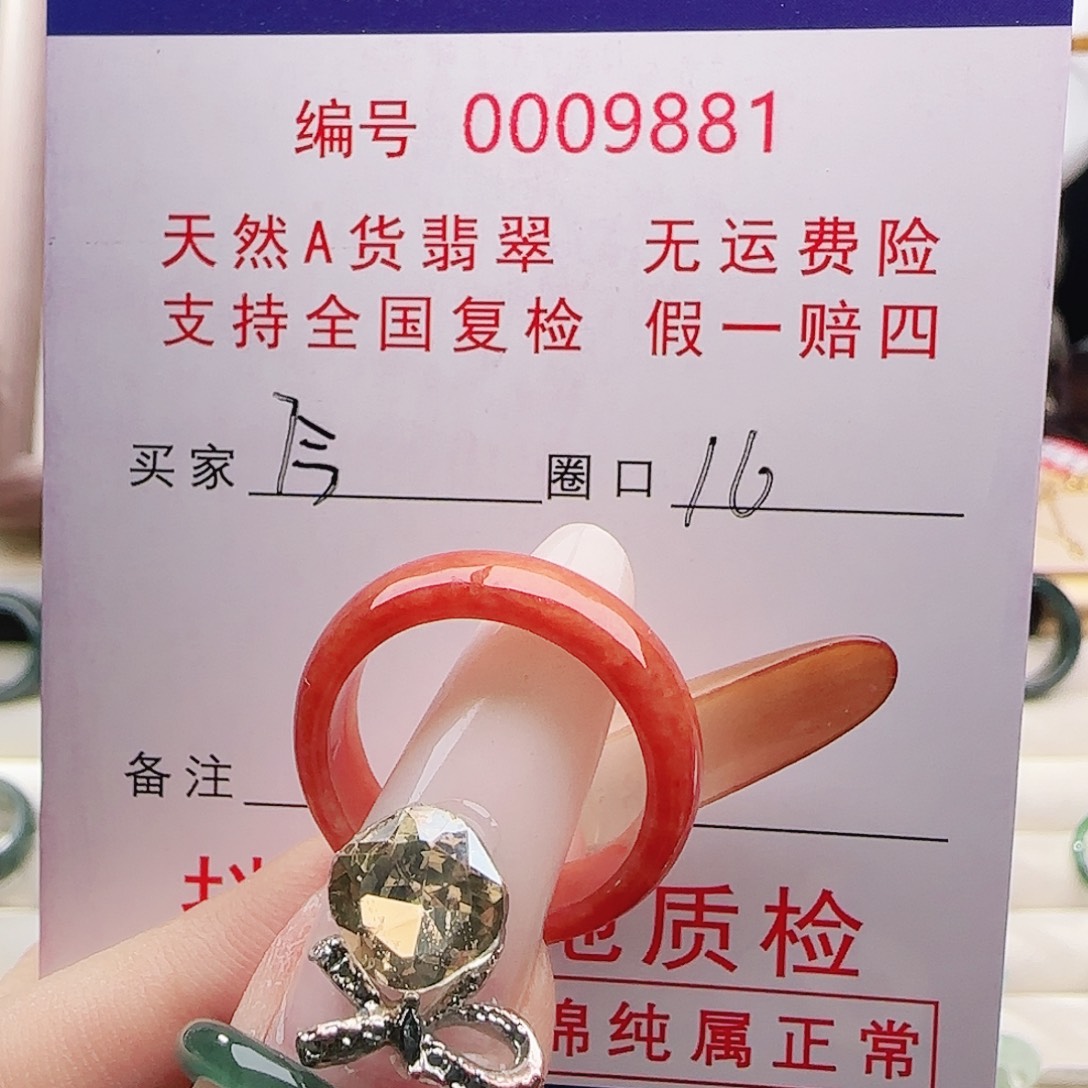 编号 0009881
天然A货翡翠 无运费险
支持全国复检 假一赔四
买家 圈口 16
备注
质检
棉纯属正常